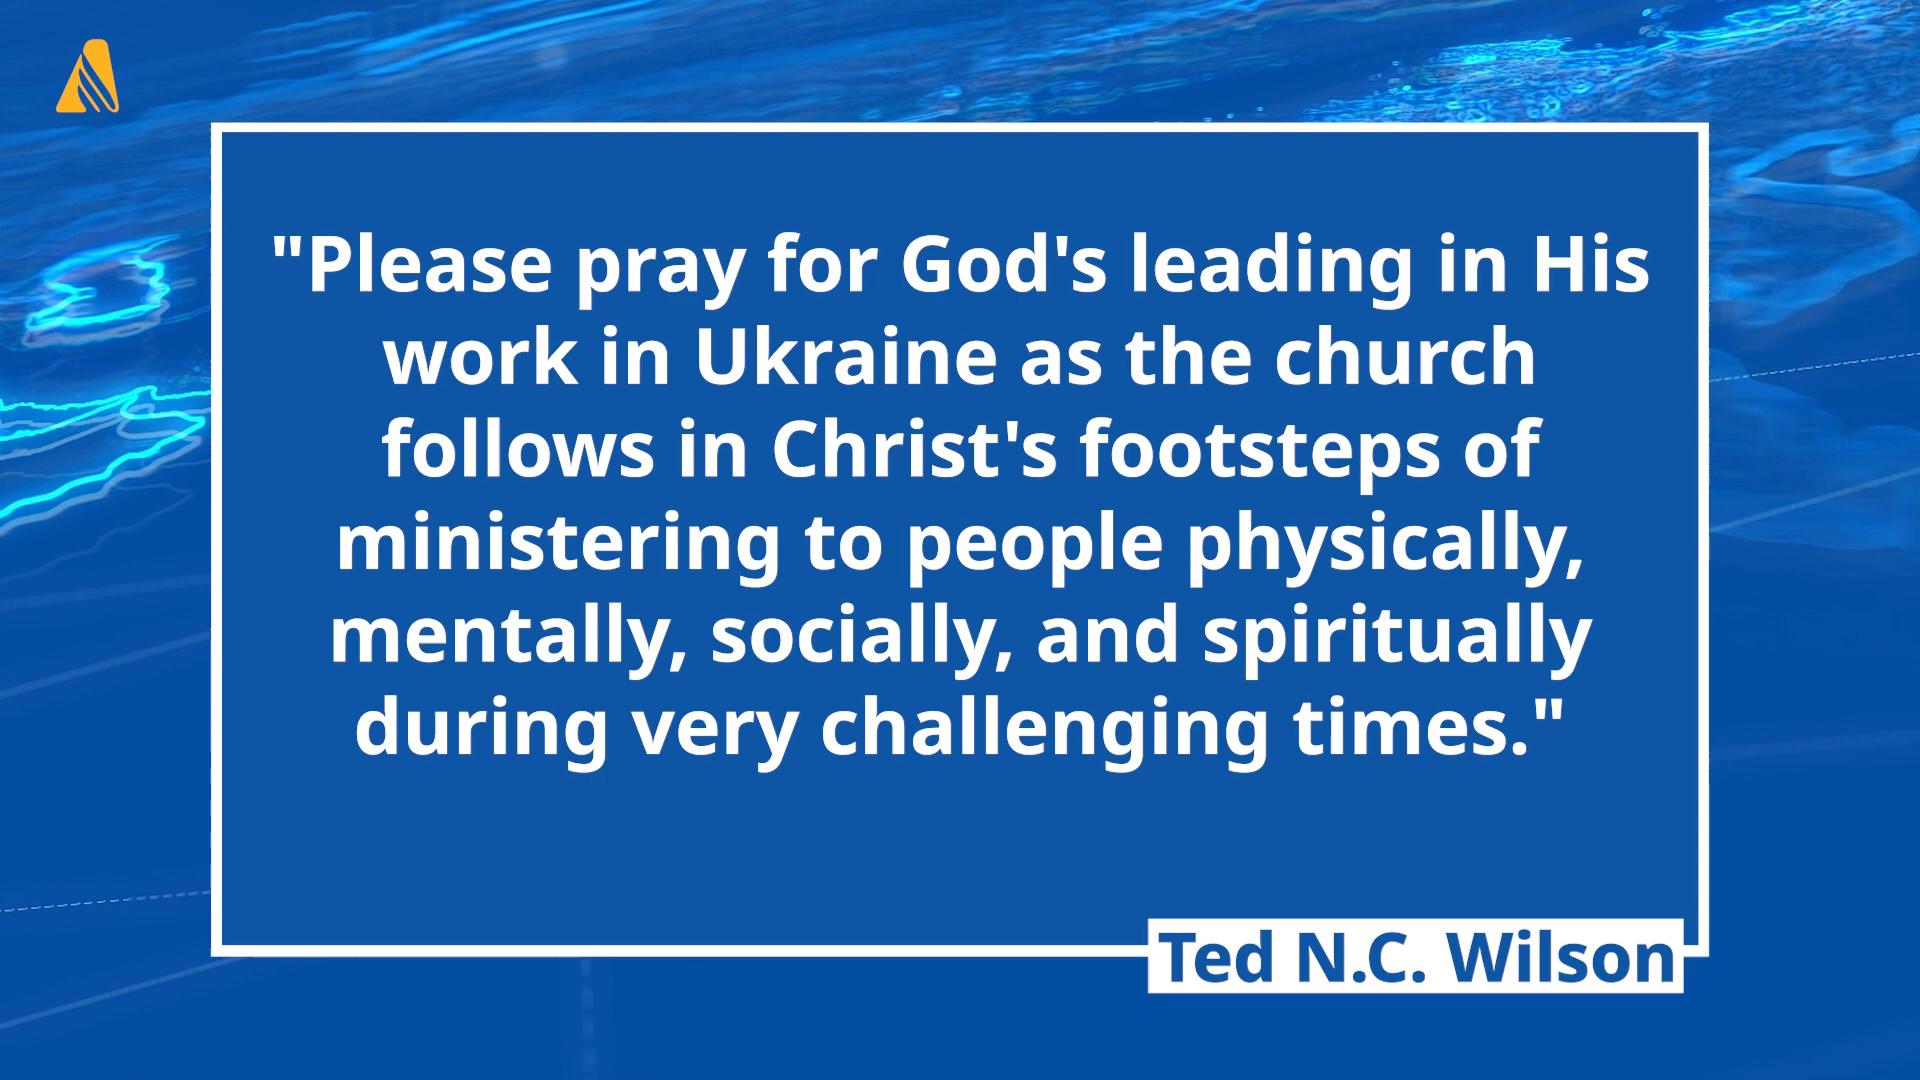 "Please pray for God's leading in His
work in Ukraine as the church
follows in Christ's footsteps of
ministering to people physically,
mentally, socially, and spiritually
during very challenging times."
Ted N.C. Wilson